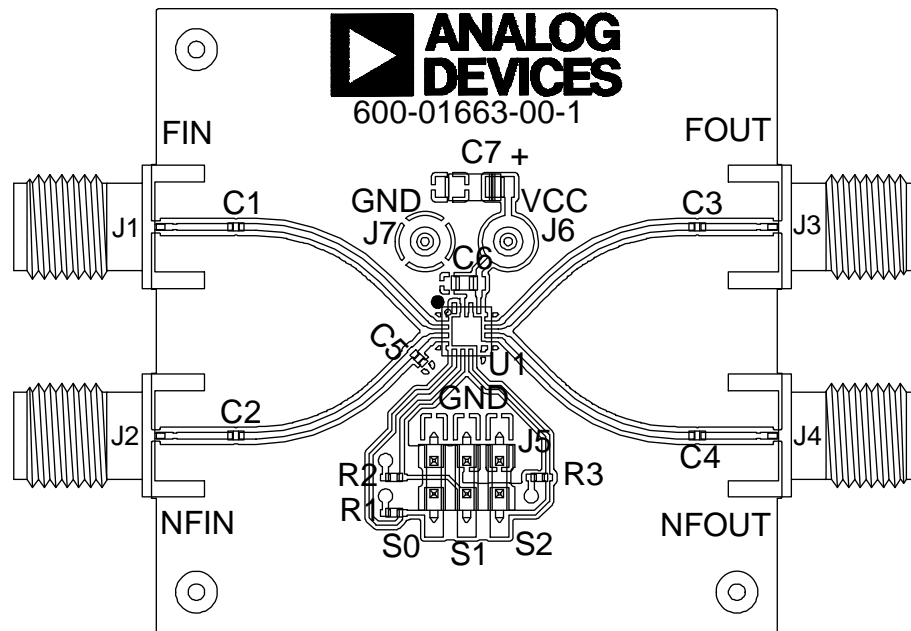 ANALOG
DEVICES
600-01663-00-1
FIN
FOUT
C7 +
GND
VCC
C1
C3
J1
J7
J6
J3
C6
C5
U1
GND
C2
J5
C4
J2
J4
R2
R3
R1
NFIN
NFOUT
S0
S1
S2